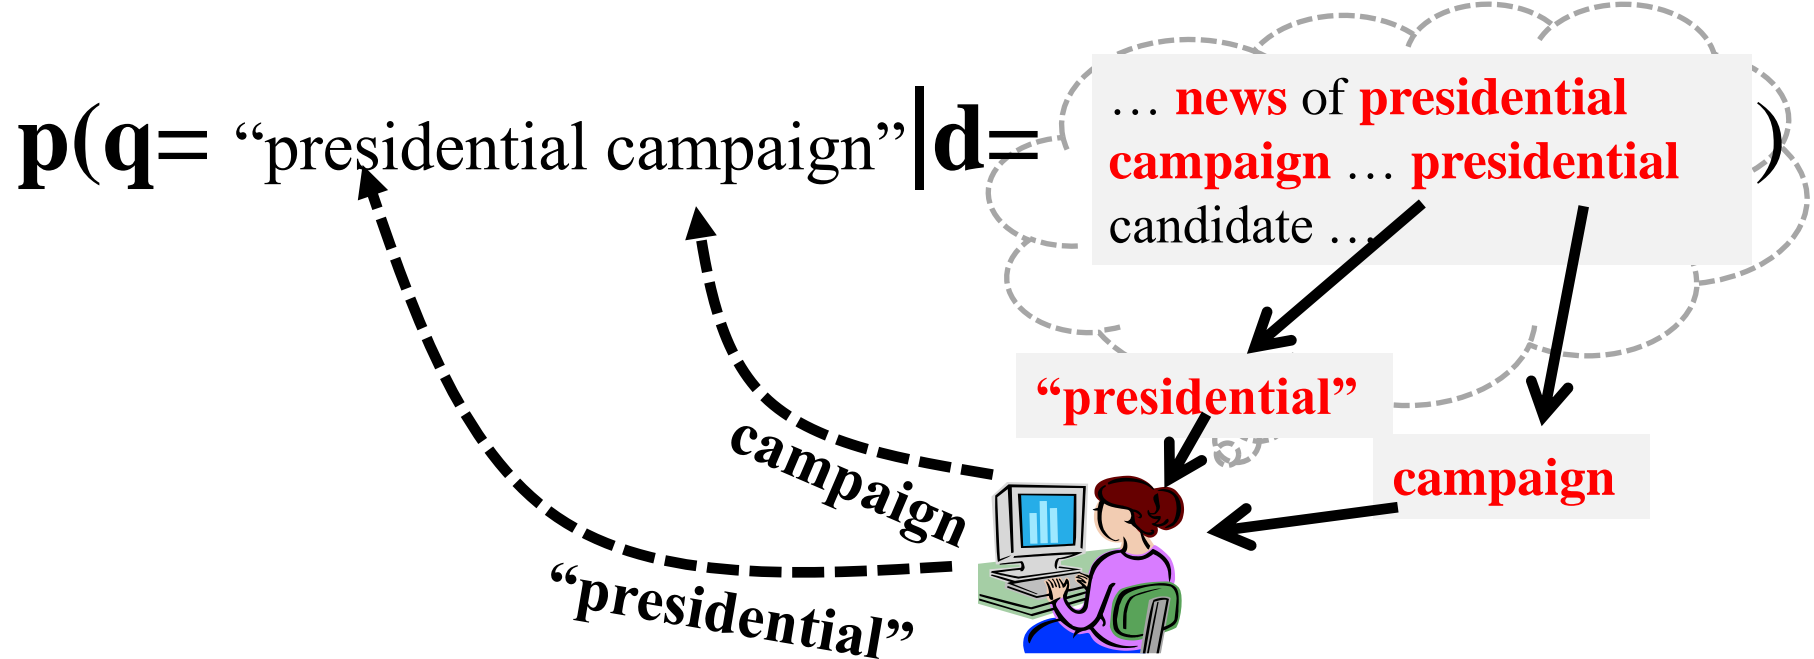 p(q= “presidential campaign”|d=
… news of presidential
campaign … presidential
candidate …
)
“presidential”
campaign
campaign
“presidential”